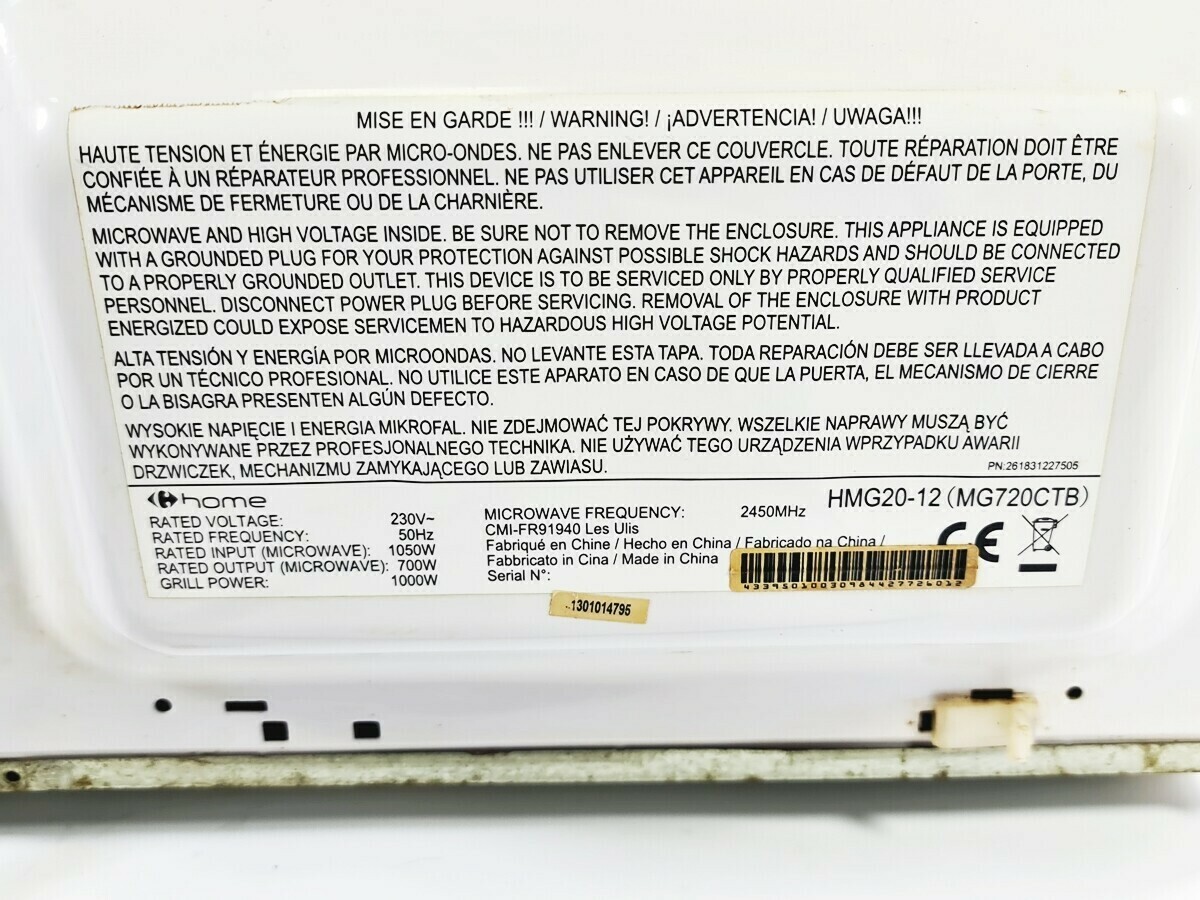 MISE EN GARDE !!! / WARNING! / ¡ADVERTENCIA! / UWAGA!!!
HAUTE TENSION ET ÉNERGIE PAR MICRO-ONDES. NE PAS ENLEVER CE COUVERCLE. TOUTE RÉPARATION DOIT ÊTRE
CONFIÉE À UN RÉPARATEUR PROFESSIONNEL. NE PAS UTILISER CET APPAREIL EN CAS DE DÉFAUT DE LA PORTE, DU
MÉCANISME DE FERMETURE OU DE LA CHARNIÈRE.
MICROWAVE AND HIGH VOLTAGE INSIDE. BE SURE NOT TO REMOVE THE ENCLOSURE. THIS APPLIANCE IS EQUIPPED
WITH A GROUNDED PLUG FOR YOUR PROTECTION AGAINST POSSIBLE SHOCK HAZARDS AND SHOULD BE CONNECTED
TO A PROPERLY GROUNDED OUTLET. THIS DEVICE IS TO BE SERVICED ONLY BY PROPERLY QUALIFIED SERVICE
PERSONNEL. DISCONNECT POWER PLUG BEFORE SERVICING. REMOVAL OF THE ENCLOSURE WITH PRODUCT
ENERGIZED COULD EXPOSE SERVICEMEN TO HAZARDOUS HIGH VOLTAGE POTENTIAL.
ALTA TENSIÓN Y ENERGÍA POR MICROONDAS. NO LEVANTE ESTA TAPA. TODA REPARACIÓN DEBE SER LLEVADA A CABO
POR UN TÉCNICO PROFESIONAL. NO UTILICE ESTE APARATO EN CASO DE QUE LA PUERTA, EL MECANISMO DE CIERRE
O LA BISAGRA PRESENTEN ALGÚN DEFECTO.
WYSOKIE NAPIĘCIE I ENERGIA MIKROFAL. NIE ZDEJMOWAĆ TEJ POKRYWY. WSZELKIE NAPRAWY MUSZĄ BYĆ
WYKONYWANE PRZEZ PROFESJONALNEGO TECHNIKA. NIE UŻYWAĆ TEGO URZĄDZENIA WPRZYPADKU AWARII
DRZWICZEK, MECHANIZMU ZAMYKAJĄCEGO LUB ZAWIASU.
PN:261831227505
home
HMG20-12 (MG720CTB)
RATED VOLTAGE: 230V~
RATED FREQUENCY: 50Hz
RATED INPUT (MICROWAVE): 1050W
RATED OUTPUT (MICROWAVE): 700W
GRILL POWER: 1000W
MICROWAVE FREQUENCY: 2450MHz
CMI-FR91940 Les Ulis
Fabriqué en Chine / Hecho en China / Fabricado na China /
Fabbricato in Cina / Made in China
Serial N°:
CE
43395010030984427726012
1301014795